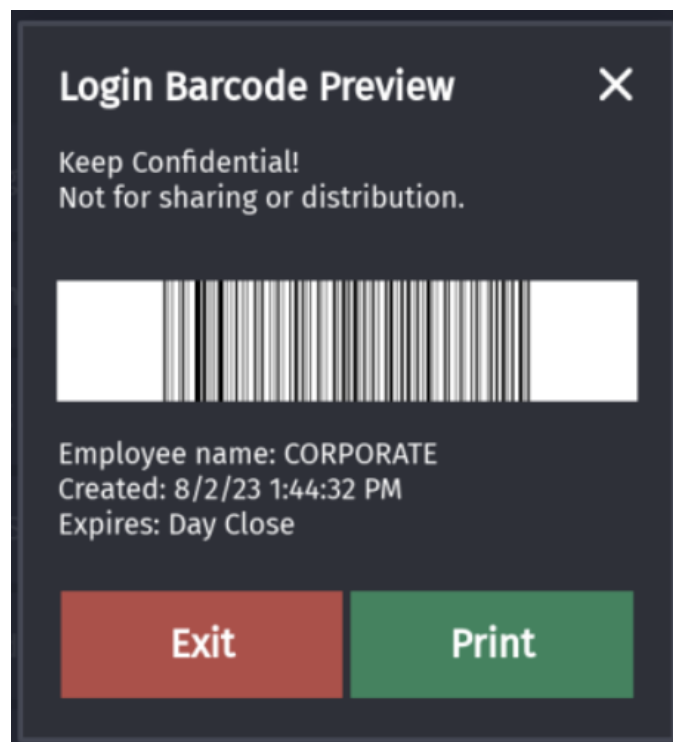 Login Barcode Preview
Keep Confidential!
Not for sharing or distribution.
Employee name: CORPORATE
Created: 8/2/23 1:44:32 PM
Expires: Day Close
Exit
Print